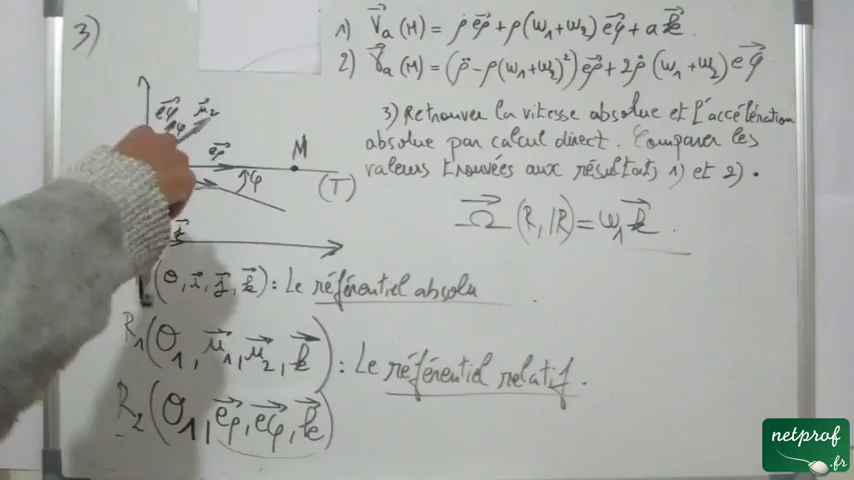 3)
1) V⃗a (M) = ρ̇ e⃗ρ + ρ (ω1 + ω2) e⃗φ + a k⃗.
2) γ⃗a (M) = (ρ̈ - ρ (ω1 + ω2)²) e⃗ρ + 2ρ̇ (ω1 + ω2) e⃗φ
3) Retrouver la vitesse absolue et l'accélération
absolue par calcul direct. Comparer les
valeurs trouvées aux résultats 1) et 2).
e⃗φ μ⃗2
φ
e⃗ρ M
φ (T)
Ω⃗ (R1/R) = ω1 k⃗.
(O, i⃗, j⃗, k⃗) : Le référentiel absolu
R1 (O1, μ⃗1, μ⃗2, k⃗) : Le référentiel relatif.
R2 (O1, e⃗ρ, e⃗φ, k⃗)
netprof
.fr